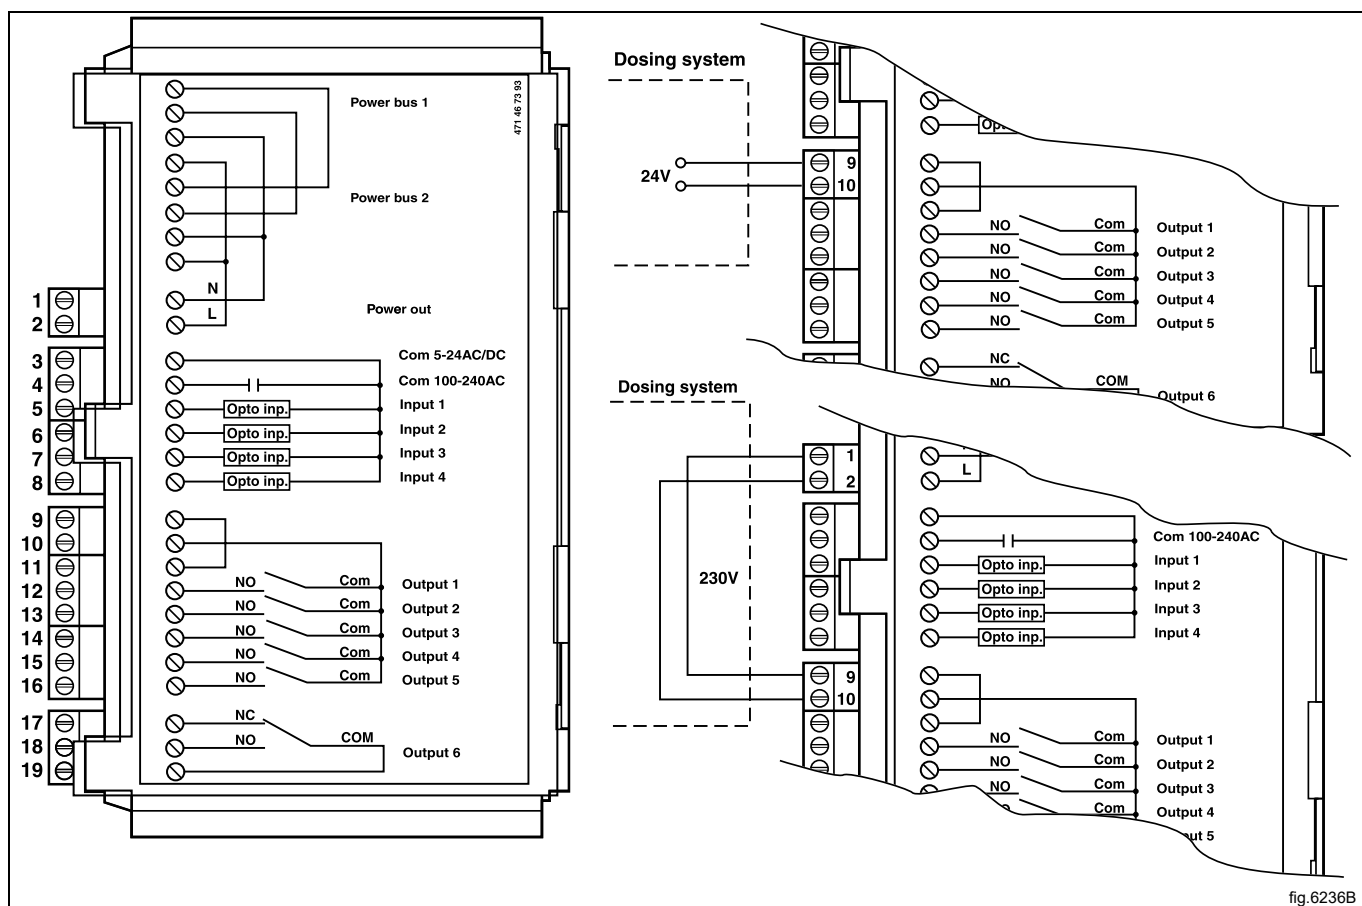 Power bus 1
471 46 73 93
Power bus 2
N
L
Power out
1
2
3
4
5
6
7
8
9
10
11
12
13
14
15
16
17
18
19
Com 5-24AC/DC
Com 100-240AC
Opto inp. Input 1
Opto inp. Input 2
Opto inp. Input 3
Opto inp. Input 4
NO Com Output 1
NO Com Output 2
NO Com Output 3
NO Com Output 4
NO Com Output 5
NC
NO COM Output 6
Dosing system
24V
9
10
NO Com Output 1
NO Com Output 2
NO Com Output 3
NO Com Output 4
NO Com Output 5
NC
NO COM Output 6
Dosing system
230V
1
2
L
Com 100-240AC
Opto inp. Input 1
Opto inp. Input 2
Opto inp. Input 3
Opto inp. Input 4
9
10
NO Com Output 1
NO Com Output 2
NO Com Output 3
Com Output 4
5
fig.6236B